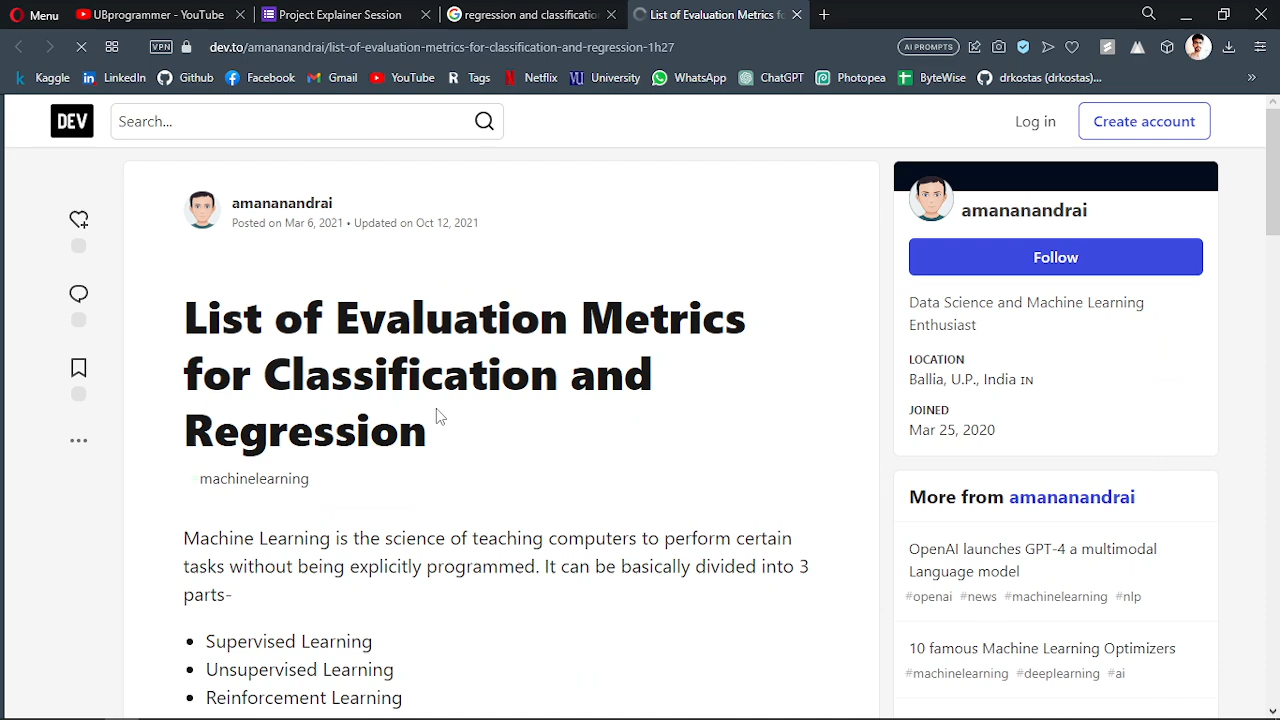 Menu
UBprogrammer - YouTube
Project Explainer Session
regression and classificatio
List of Evaluation Metrics fo
VPN
dev.to/amananandrai/list-of-evaluation-metrics-for-classification-and-regression-1h27
AI PROMPTS
Kaggle
LinkedIn
Github
Facebook
Gmail
YouTube
R Tags
Netflix
University
WhatsApp
ChatGPT
Photopea
ByteWise
drkostas (drkostas)...
DEV
Search...
Log in
Create account
amananandrai
Posted on Mar 6, 2021 • Updated on Oct 12, 2021
List of Evaluation Metrics
for Classification and
Regression
machinelearning
Machine Learning is the science of teaching computers to perform certain
tasks without being explicitly programmed. It can be basically divided into 3
parts-
• Supervised Learning
• Unsupervised Learning
• Reinforcement Learning
amananandrai
Follow
Data Science and Machine Learning
Enthusiast
LOCATION
Ballia, U.P., India IN
JOINED
Mar 25, 2020
More from amananandrai
OpenAI launches GPT-4 a multimodal
Language model
#openai #news #machinelearning #nlp
10 famous Machine Learning Optimizers
#machinelearning #deeplearning #ai